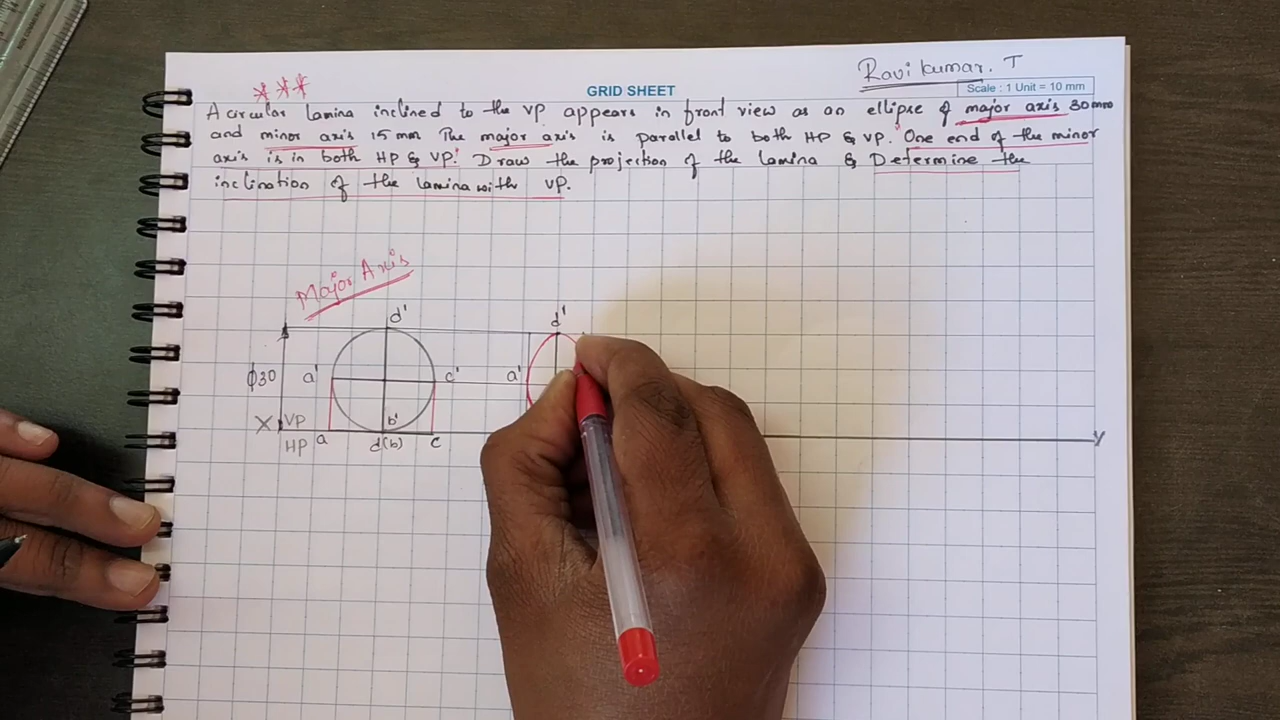 Ravi kumar. T
GRID SHEET
Scale : 1 Unit = 10 mm
A circular Lamina inclined to the VP appears in front view as an ellipse of major axis 30 mm
and minor axis 15 mm. The major axis is parallel to both HP & VP. One end of the minor
axis is in both HP & VP. Draw the projection of the lamina & Determine the
inclination of the lamina with VP.
Major Axis
d' d'
ϕ30 a' c' a'
b'
X VP
HP a d(b) c Y